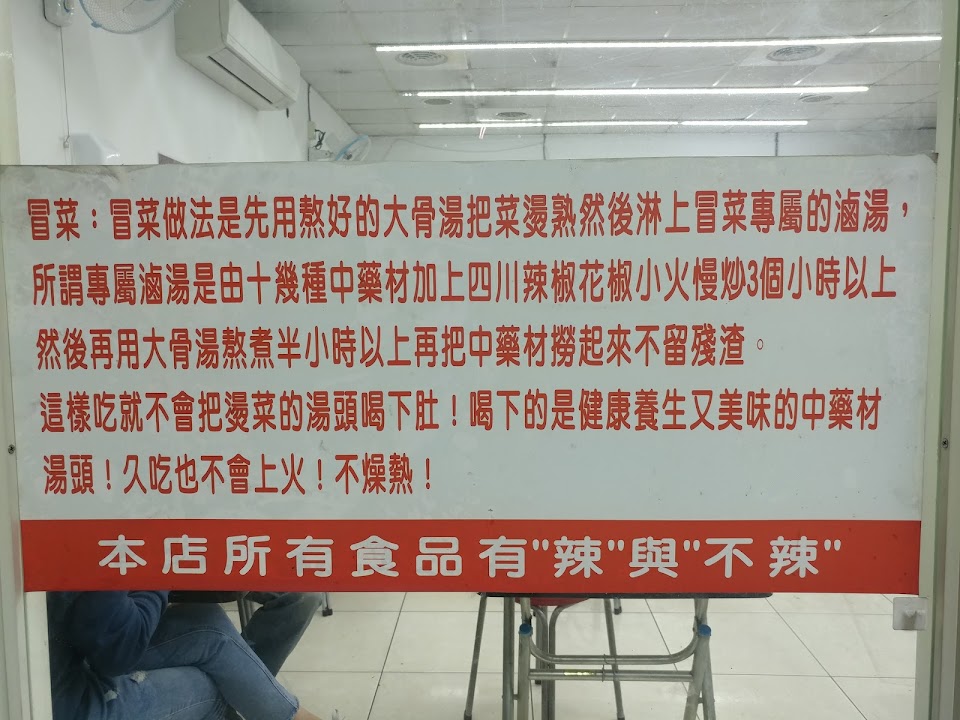 冒菜：冒菜做法是先用熬好的大骨湯把菜燙熟然後淋上冒菜專屬的滷湯，
所謂專屬滷湯是由十幾種中藥材加上四川辣椒花椒小火慢炒3個小時以上
然後再用大骨湯熬煮半小時以上再把中藥材撈起來不留殘渣。
這樣吃就不會把燙菜的湯頭喝下肚！喝下的是健康養生又美味的中藥材
湯頭！久吃也不會上火！不燥熱！
本店所有食品有"辣"與"不辣"